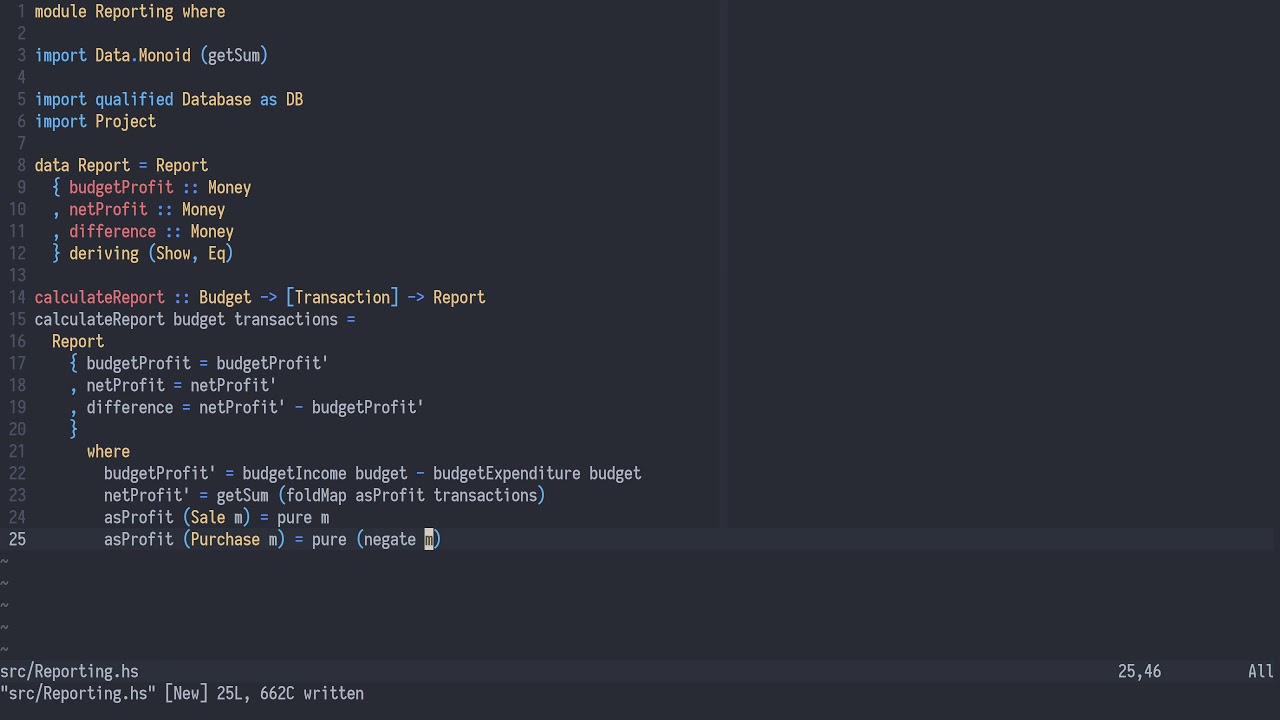 1 module Reporting where
2
3 import Data.Monoid (getSum)
4
5 import qualified Database as DB
6 import Project
7
8 data Report = Report
9   { budgetProfit :: Money
10   , netProfit :: Money
11   , difference :: Money
12   } deriving (Show, Eq)
13
14 calculateReport :: Budget -> [Transaction] -> Report
15 calculateReport budget transactions =
16   Report
17     { budgetProfit = budgetProfit'
18     , netProfit = netProfit'
19     , difference = netProfit' - budgetProfit'
20     }
21       where
22         budgetProfit' = budgetIncome budget - budgetExpenditure budget
23         netProfit' = getSum (foldMap asProfit transactions)
24         asProfit (Sale m) = pure m
25         asProfit (Purchase m) = pure (negate m)
~
~
~
~
~
src/Reporting.hs 25,46 All
"src/Reporting.hs" [New] 25L, 662C written